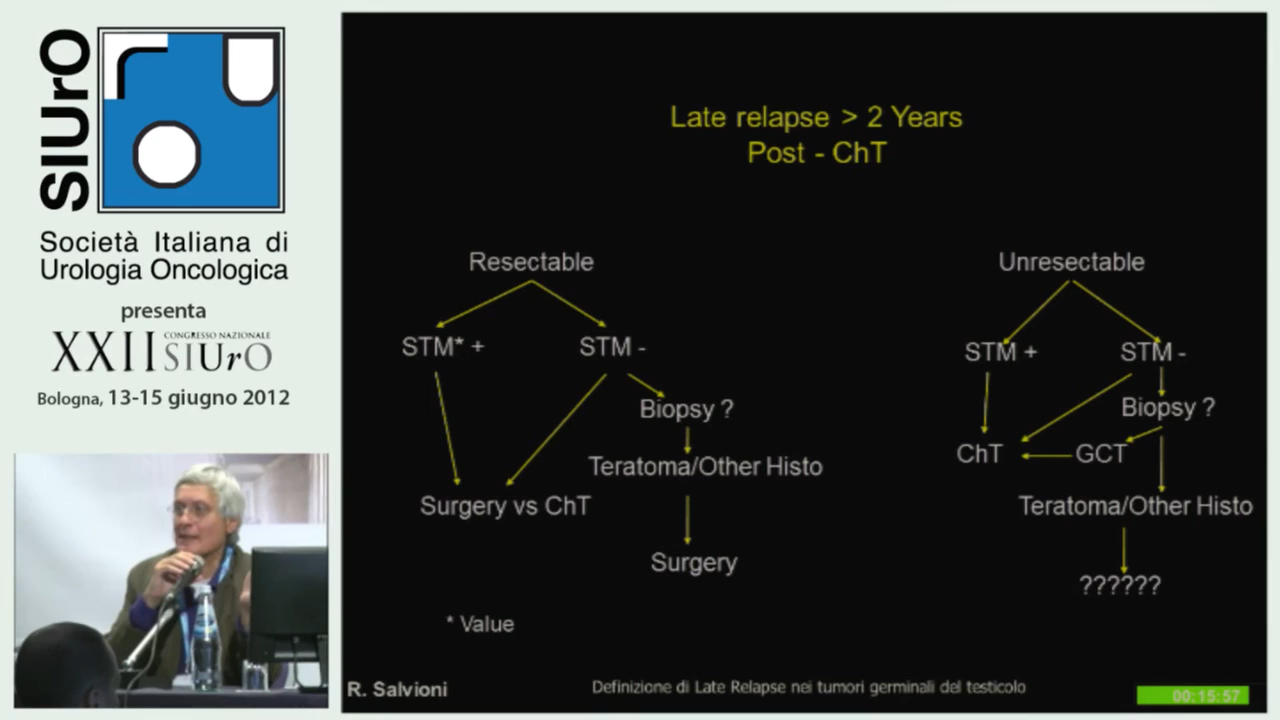 SIUrO
Società Italiana di
Urologia Oncologica
presenta
XXII CONGRESSO NAZIONALE
SIUrO
Bologna, 13-15 giugno 2012
Late relapse > 2 Years
Post - ChT
Resectable
Unresectable
STM* +
STM -
STM +
STM -
Biopsy ?
Biopsy ?
Teratoma/Other Histo
ChT
GCT
Surgery vs ChT
Teratoma/Other Histo
Surgery
??????
* Value
R. Salvioni
Definizione di Late Relapse nei tumori germinali del testicolo
00:15:57